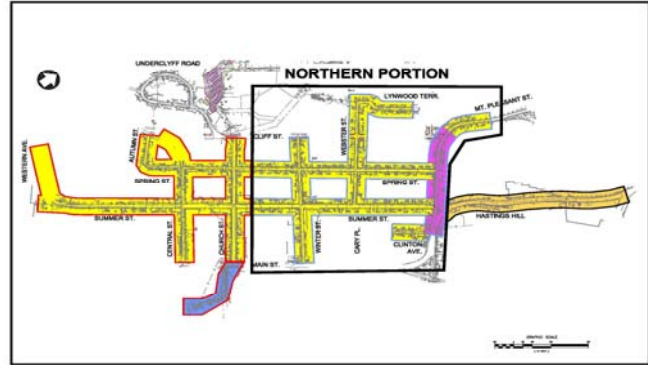 UNDERCLYFF ROAD
NORTHERN PORTION
LYNWOOD TERR.
MT. PLEASANT ST.
WEBSTER ST.
AUTUMN ST.
CLIFF ST.
WESTERN AVE.
SPRING ST.
SPRING ST.
SUMMER ST.
SUMMER ST.
HASTINGS HILL
CENTRAL ST.
CHURCH ST.
WINTER ST.
CARY PL.
CLINTON
AVE.
MAIN ST.
GRAPHIC SCALE